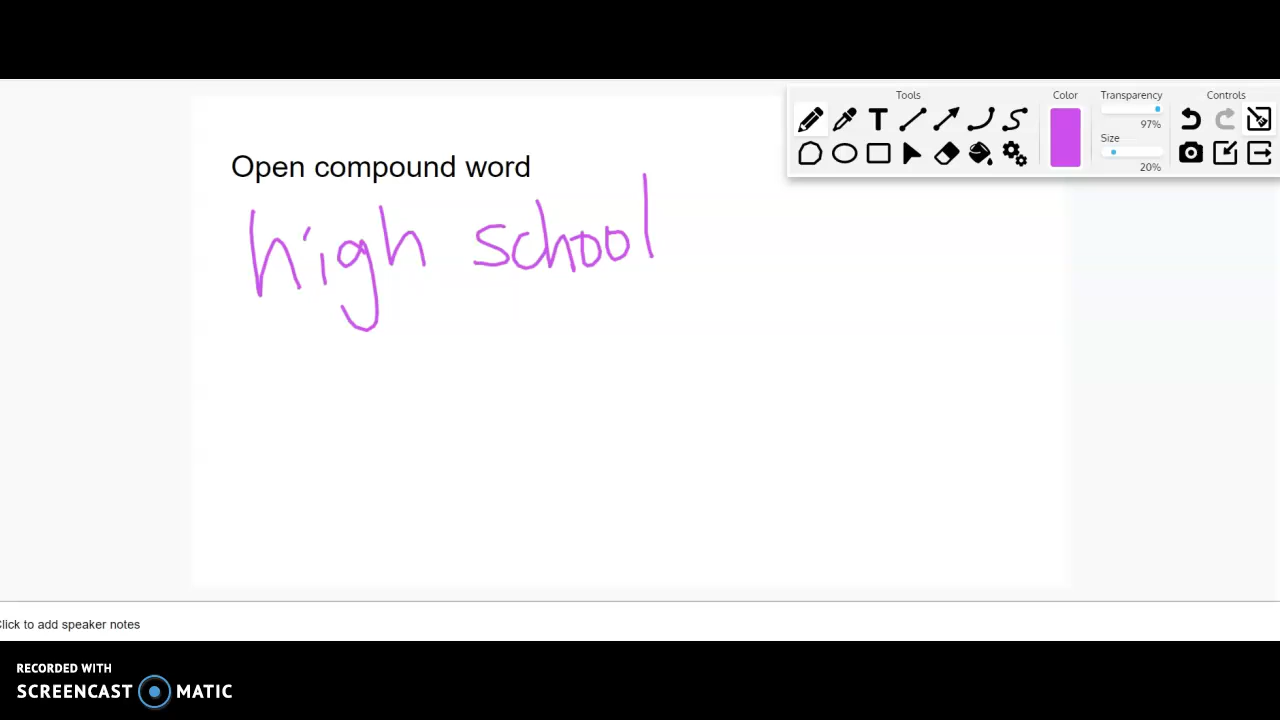 Tools
Color
Transparency
Controls
97%
Size
20%
Open compound word
high school
Click to add speaker notes
RECORDED WITH
SCREENCAST MATIC